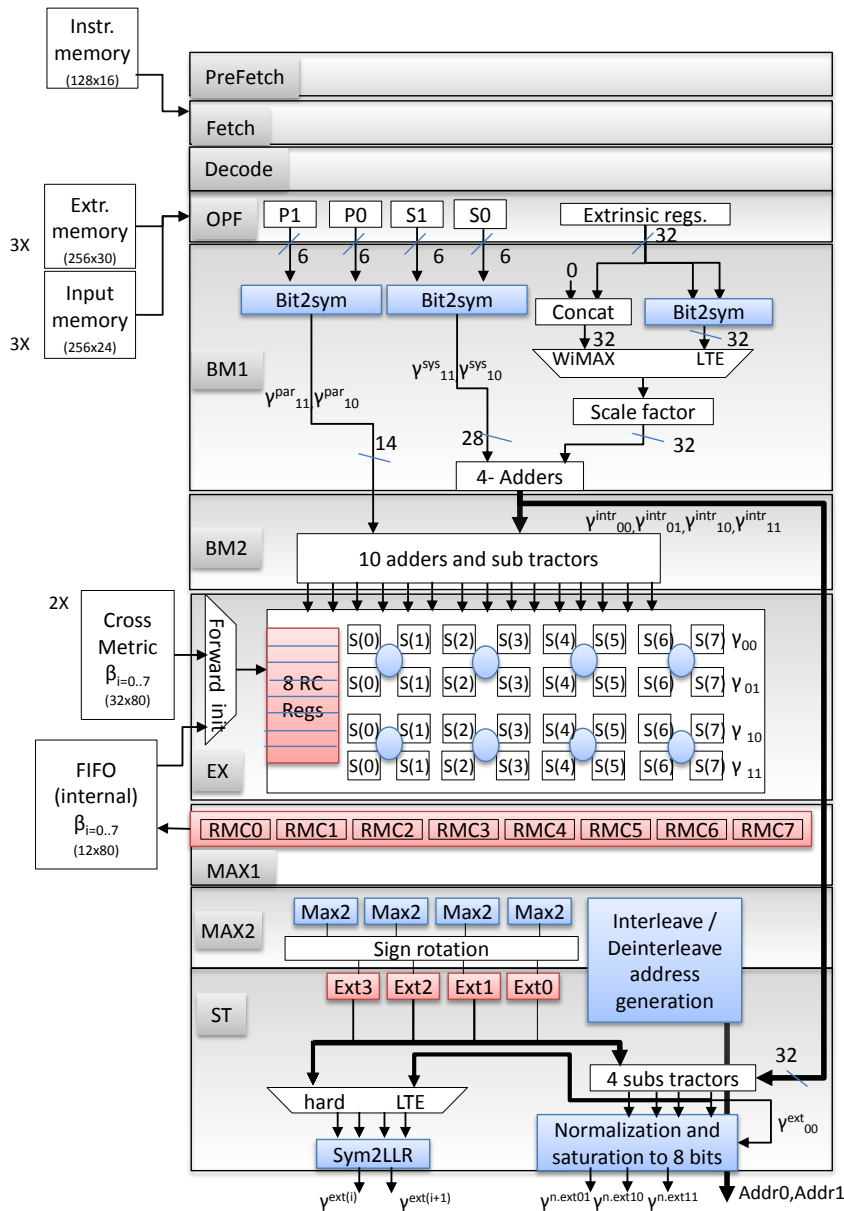 Instr.
memory
(128x16)
PreFetch
Fetch
Decode
Extr.
memory
(256x30)
3X
Input
memory
(256x24)
3X
OPF
P1
P0
S1
S0
Extrinsic regs.
6
6
6
6
32
0
Bit2sym
Bit2sym
Concat
Bit2sym
32
32
WiMAX
LTE
BM1
γpar11,γpar10
γsys11,γsys10
Scale factor
14
28
32
4- Adders
γintr00,γintr01,γintr10,γintr11
BM2
10 adders and sub tractors
2X
Cross
Metric
βi=0..7
(32x80)
Forward init
8 RC
Regs
S(0) S(1) S(2) S(3) S(4) S(5) S(6) S(7) γ00
S(0) S(1) S(2) S(3) S(4) S(5) S(6) S(7) γ01
S(0) S(1) S(2) S(3) S(4) S(5) S(6) S(7) γ10
S(0) S(1) S(2) S(3) S(4) S(5) S(6) S(7) γ11
EX
FIFO
(internal)
βi=0..7
(12x80)
RMC0 RMC1 RMC2 RMC3 RMC4 RMC5 RMC6 RMC7
MAX1
MAX2
Max2 Max2 Max2 Max2
Sign rotation
Interleave /
Deinterleave
address
generation
ST
Ext3 Ext2 Ext1 Ext0
32
4 subs tractors
hard
LTE
γext00
Sym2LLR
Normalization and
saturation to 8 bits
γext(i)
γext(i+1)
γn.ext01 γn.ext10 γn.ext11
Addr0,Addr1